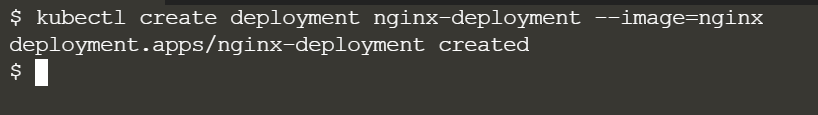 $ kubectl create deployment nginx-deployment --image=nginx
deployment.apps/nginx-deployment created
$